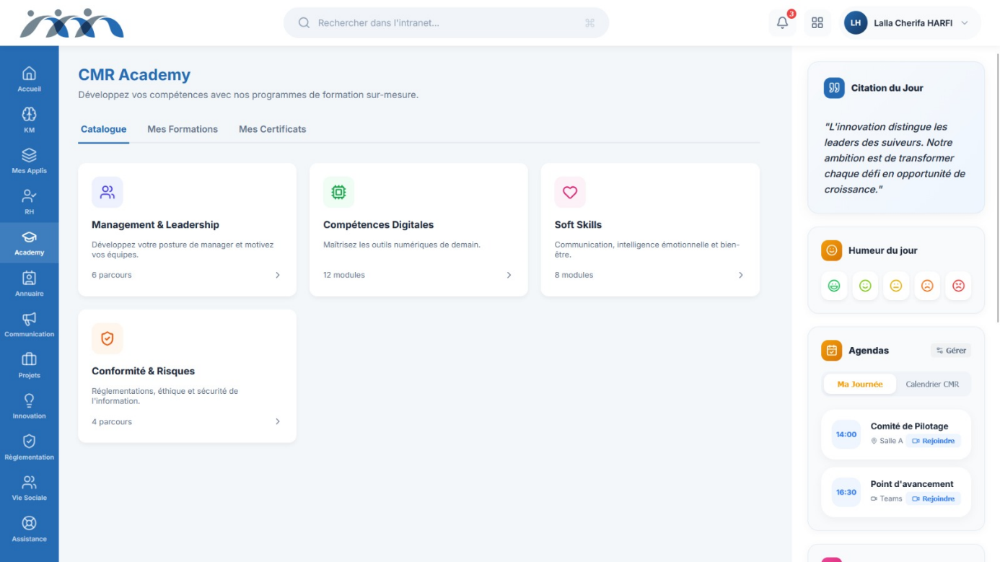 Rechercher dans l'intranet...
⌘
3
LH
Lalla Cherifa HARFI
Accueil
KM
Mes Applis
RH
Academy
Annuaire
Communication
Projets
Innovation
Règlementation
Vie Sociale
Assistance
CMR Academy
Développez vos compétences avec nos programmes de formation sur-mesure.
Catalogue
Mes Formations
Mes Certificats
Management & Leadership
Développez votre posture de manager et motivez
vos équipes.
6 parcours
Compétences Digitales
Maîtrisez les outils numériques de demain.
12 modules
Soft Skills
Communication, intelligence émotionnelle et bien-
être.
8 modules
Conformité & Risques
Réglementations, éthique et sécurité de
l'information.
4 parcours
Citation du Jour
"L'innovation distingue les
leaders des suiveurs. Notre
ambition est de transformer
chaque défi en opportunité de
croissance."
Humeur du jour
Agendas
Gérer
Ma Journée
Calendrier CMR
14:00
Comité de Pilotage
Salle A
Rejoindre
16:30
Point d'avancement
Teams
Rejoindre